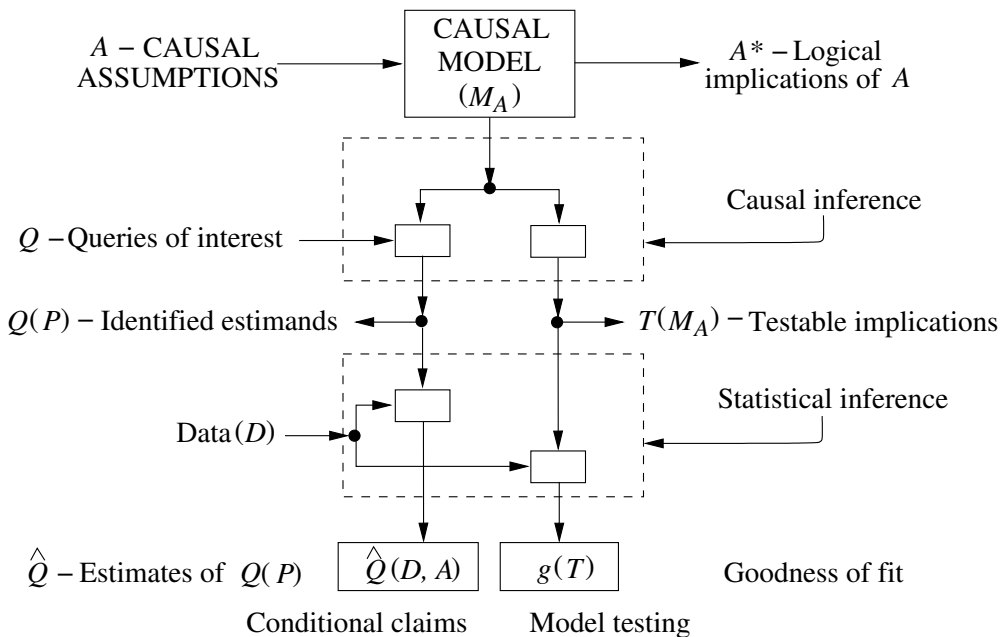 A – CAUSAL
ASSUMPTIONS
CAUSAL
MODEL
(M_A)
A* – Logical
implications of A
Causal inference
Q – Queries of interest
Q(P) – Identified estimands
T(M_A) – Testable implications
Statistical inference
Data (D)
Q̂ – Estimates of Q(P)
Q̂(D, A)
g(T)
Goodness of fit
Conditional claims
Model testing